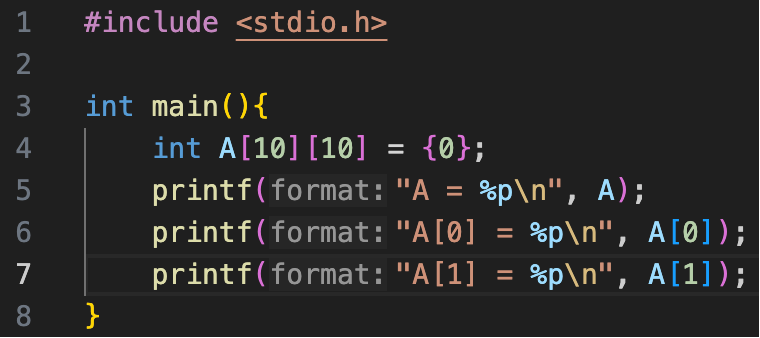 1 #include <stdio.h>
2
3 int main(){
4     int A[10][10] = {0};
5     printf(format:"A = %p\n", A);
6     printf(format:"A[0] = %p\n", A[0]);
7     printf(format:"A[1] = %p\n", A[1]);
8 }